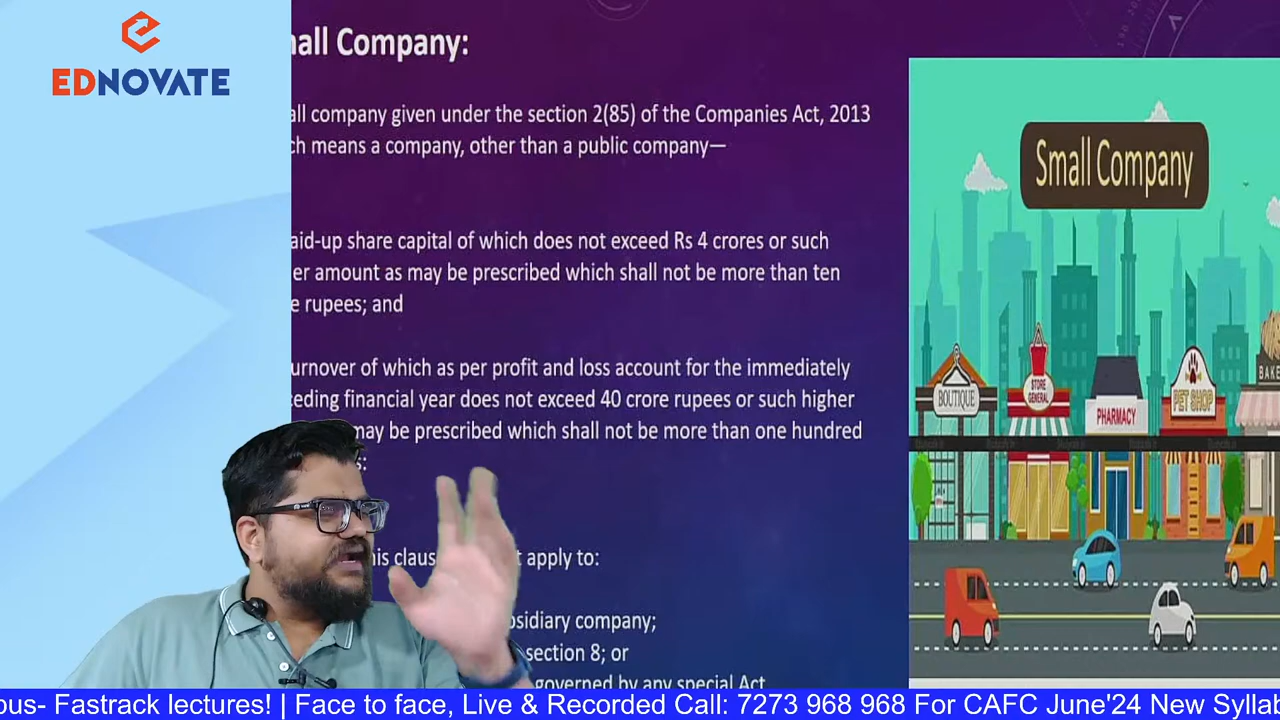 EDNOVATE
mall Company:
all company given under the section 2(85) of the Companies Act, 2013
ch means a company, other than a public company—
aid-up share capital of which does not exceed Rs 4 crores or such
er amount as may be prescribed which shall not be more than ten
e rupees; and
urnover of which as per profit and loss account for the immediately
ceding financial year does not exceed 40 crore rupees or such higher
may be prescribed which shall not be more than one hundred
s:
his clause t apply to:
bsidiary company;
section 8; or
governed by any special Act
Small Company
BOUTIQUE
STORE
GENERAL
PHARMACY
PET SHOP
BAKE
pus- Fastrack lectures! | Face to face, Live & Recorded Call: 7273 968 968 For CAFC June'24 New Syllab